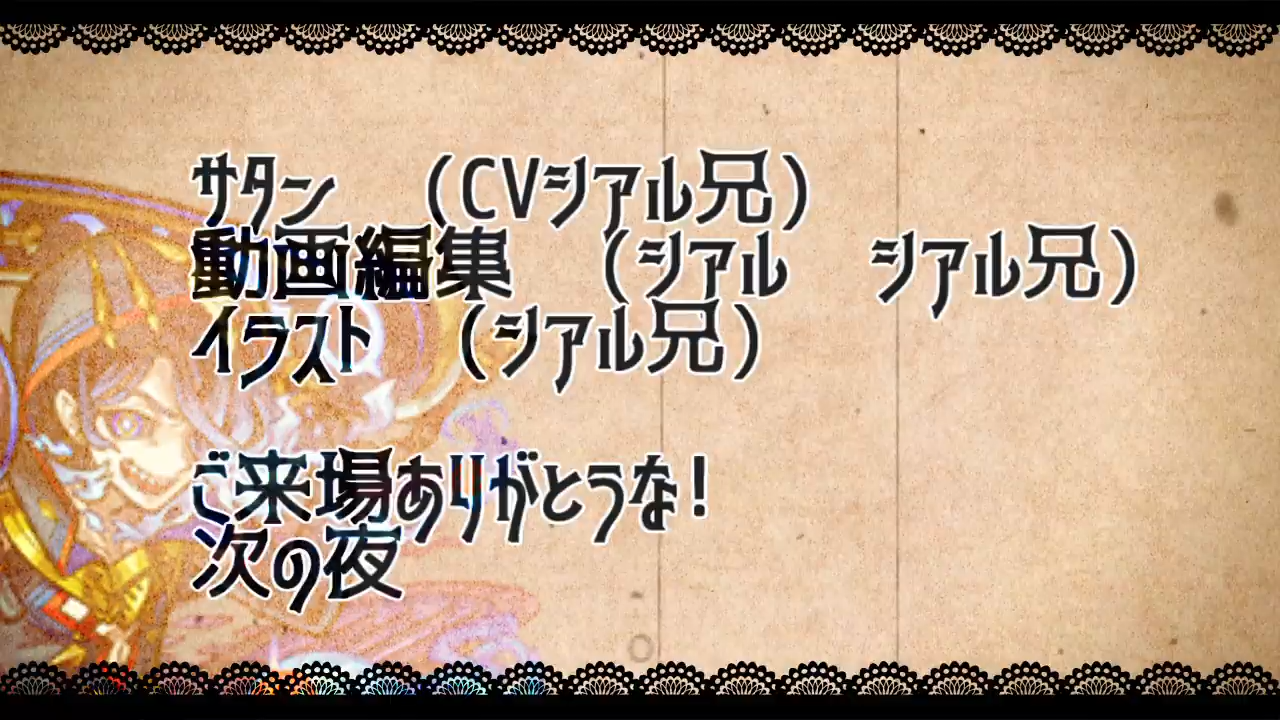 サタン　（CVシアル兄）
動画編集　（シアル　シアル兄）
イラスト　（シアル兄）
ご来場ありがとうな！
次の夜